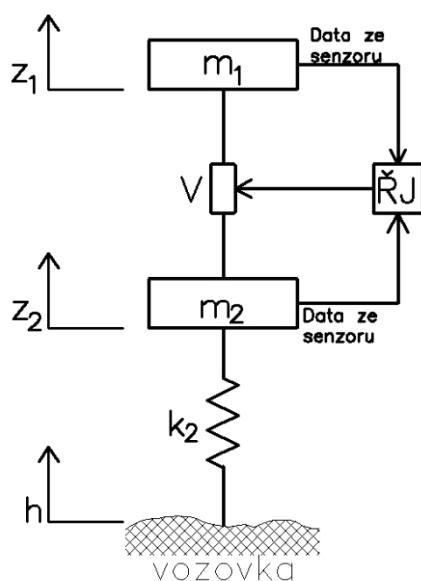 Data ze
senzoru
m1
z1
V
ŘJ
m2
z2
Data ze
senzoru
k2
h
vozovka